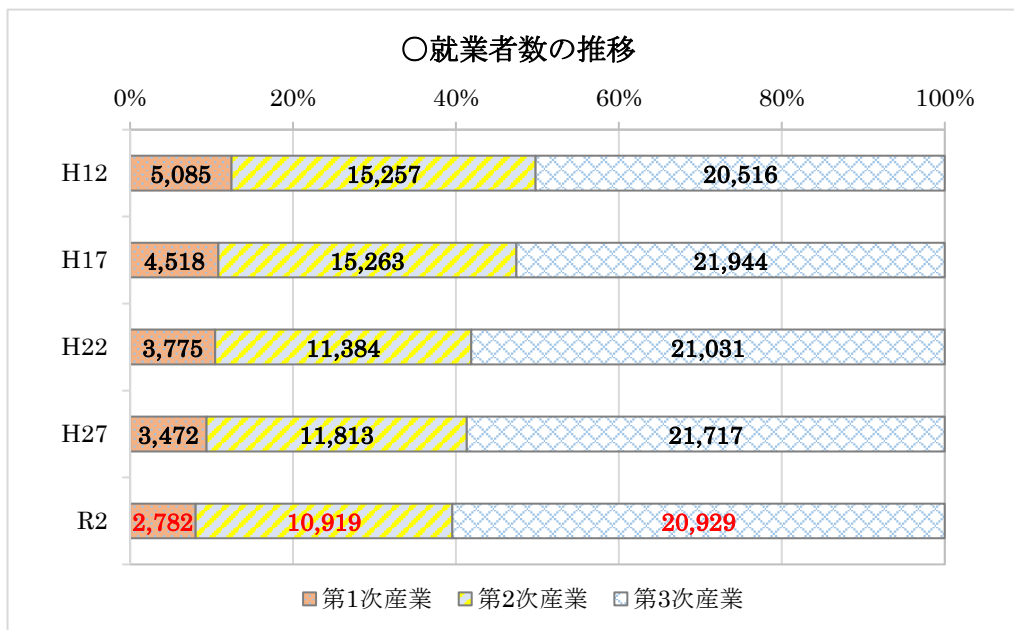 〇就業者数の推移
0% 20% 40% 60% 80% 100%
H12 5,085 15,257 20,516
H17 4,518 15,263 21,944
H22 3,775 11,384 21,031
H27 3,472 11,813 21,717
R2 2,782 10,919 20,929
第1次産業 第2次産業 第3次産業